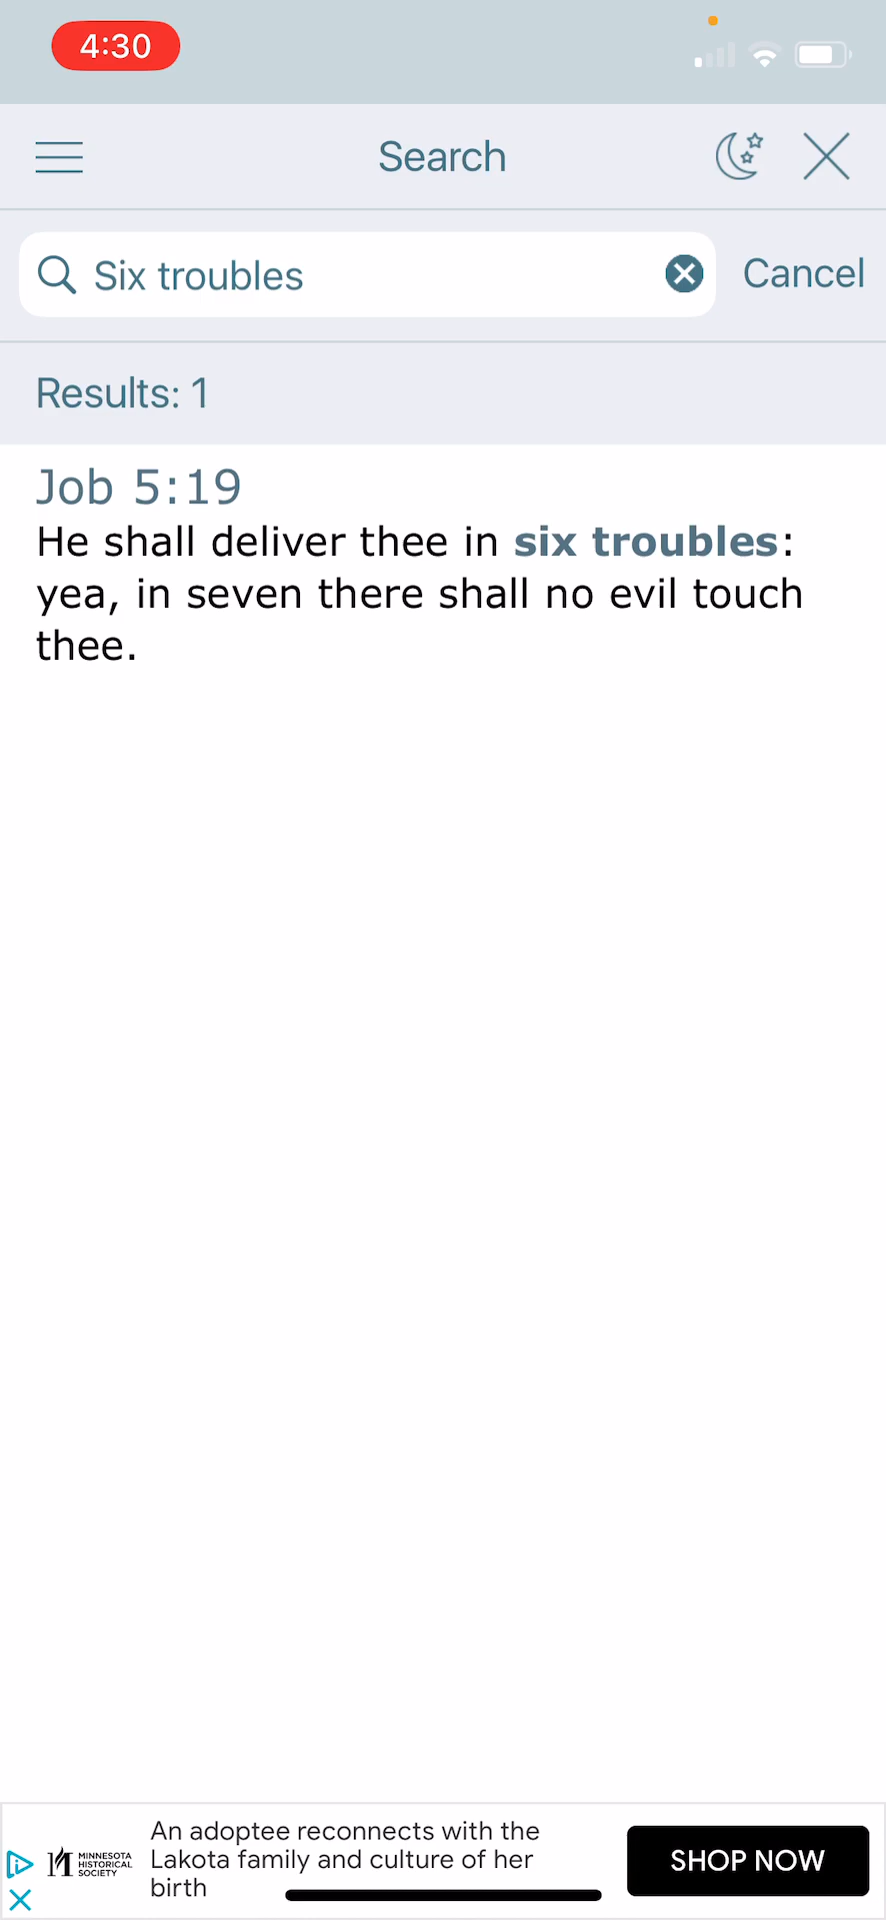 4:30
Search
Six troubles
Cancel
Results: 1
Job 5:19
He shall deliver thee in six troubles:
yea, in seven there shall no evil touch
thee.
An adoptee reconnects with the
Lakota family and culture of her
birth
MINNESOTA
HISTORICAL
SOCIETY
SHOP NOW